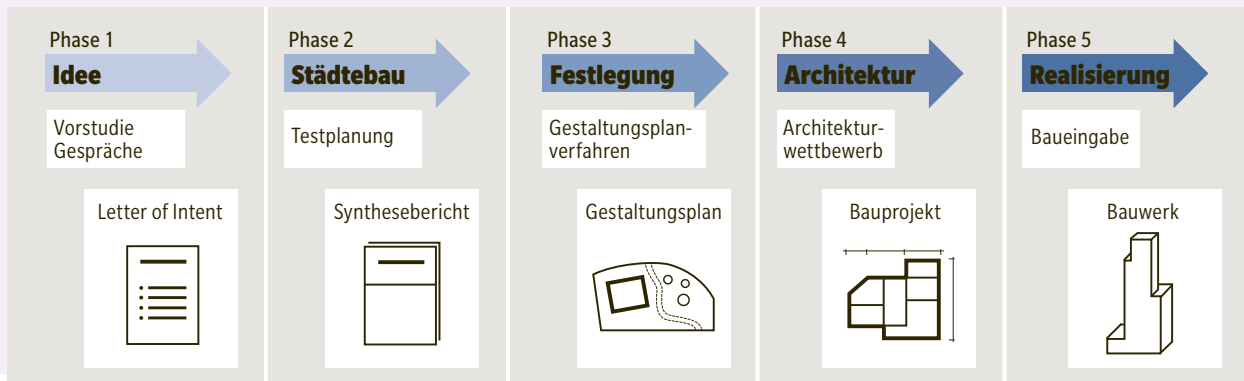 Phase 1
Idee
Vorstudie
Gespräche
Letter of Intent
Phase 2
Städtebau
Testplanung
Synthesebericht
Phase 3
Festlegung
Gestaltungsplan-
verfahren
Gestaltungsplan
Phase 4
Architektur
Architektur-
wettbewerb
Bauprojekt
Phase 5
Realisierung
Baueingabe
Bauwerk